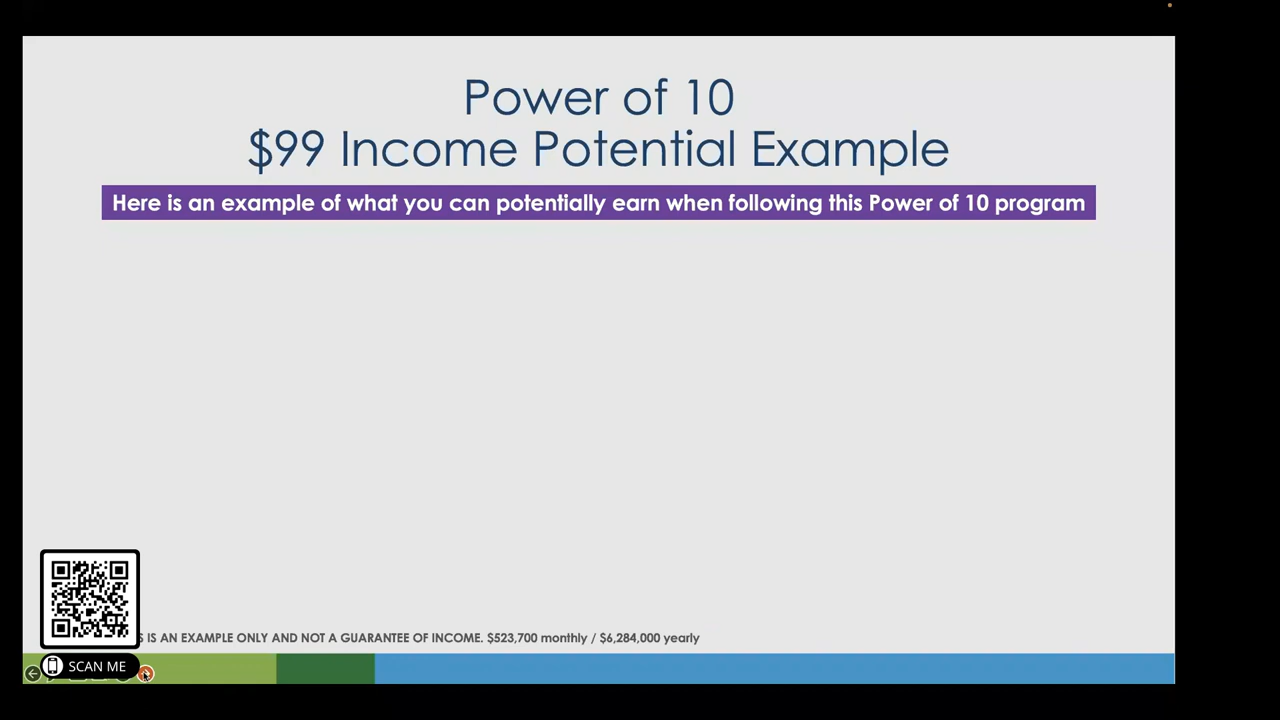 Power of 10
$99 Income Potential Example
Here is an example of what you can potentially earn when following this Power of 10 program
IS AN EXAMPLE ONLY AND NOT A GUARANTEE OF INCOME. $523,700 monthly / $6,284,000 yearly
SCAN ME